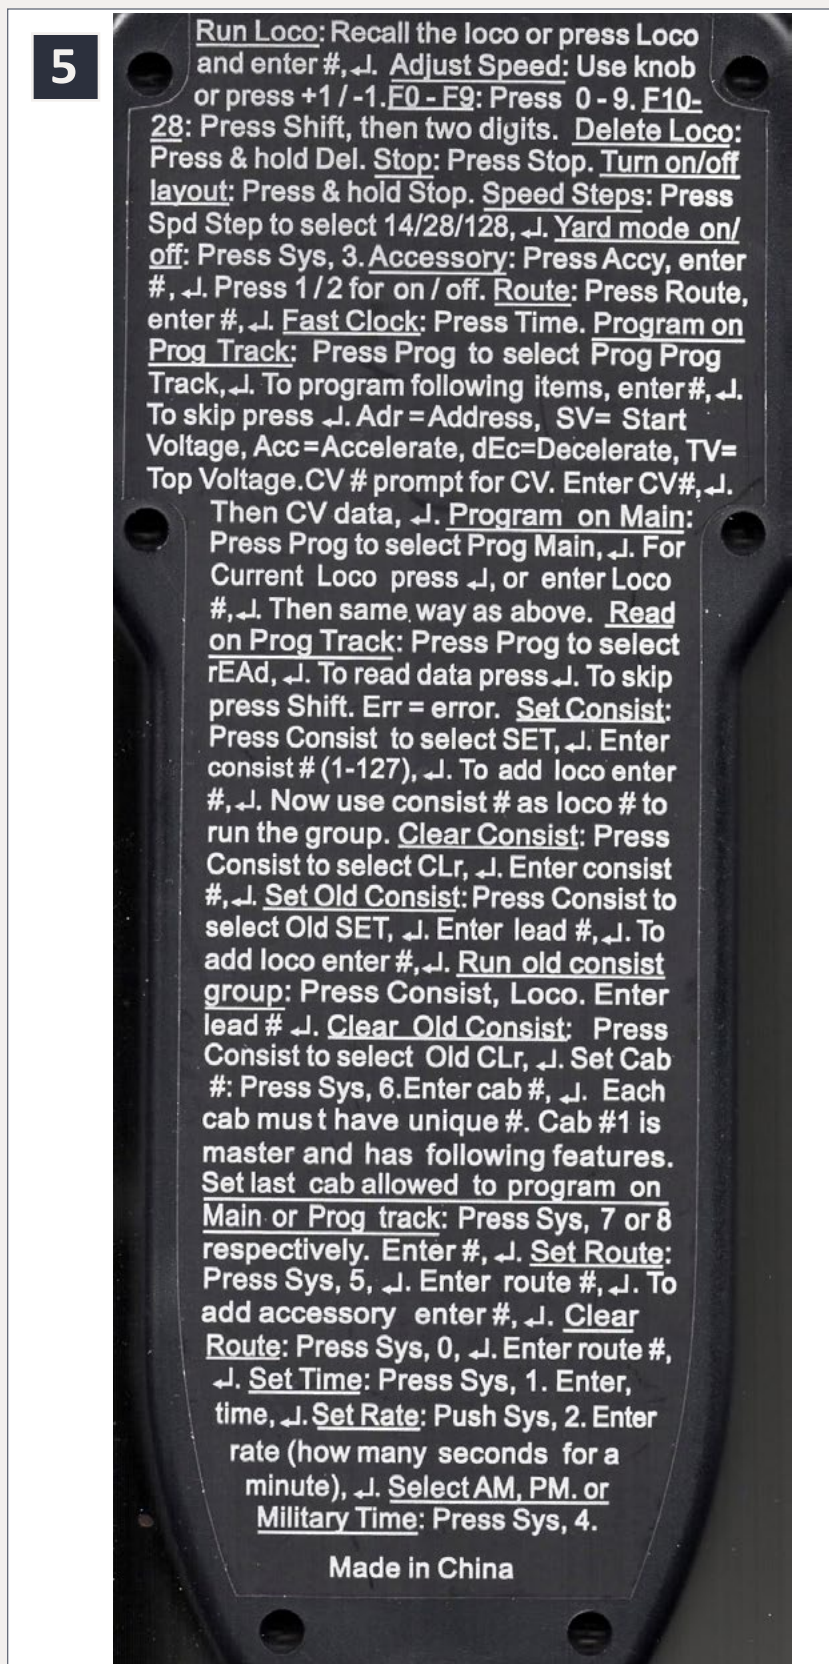 5
Run Loco: Recall the loco or press Loco
and enter #,↵. Adjust Speed: Use knob
or press +1 / -1.F0 - F9: Press 0 - 9. F10-
28: Press Shift, then two digits. Delete Loco:
Press & hold Del. Stop: Press Stop. Turn on/off
layout: Press & hold Stop. Speed Steps: Press
Spd Step to select 14/28/128, ↵. Yard mode on/
off: Press Sys, 3. Accessory: Press Accy, enter
#, ↵. Press 1 / 2 for on / off. Route: Press Route,
enter #, ↵. Fast Clock: Press Time. Program on
Prog Track: Press Prog to select Prog Prog
Track,↵. To program following items, enter#, ↵.
To skip press ↵. Adr =Address, SV= Start
Voltage, Acc=Accelerate, dEc=Decelerate, TV=
Top Voltage.CV # prompt for CV. Enter CV#,↵.
Then CV data, ↵. Program on Main:
Press Prog to select Prog Main, ↵. For
Current Loco press ↵, or enter Loco
#,↵. Then same way as above. Read
on Prog Track: Press Prog to select
rEAd, ↵. To read data press↵. To skip
press Shift. Err = error. Set Consist:
Press Consist to select SET, ↵. Enter
consist # (1-127), ↵. To add loco enter
#,↵. Now use consist # as loco # to
run the group. Clear Consist: Press
Consist to select CLr, ↵. Enter consist
#,↵. Set Old Consist: Press Consist to
select Old SET, ↵. Enter lead #,↵. To
add loco enter #,↵. Run old consist
group: Press Consist, Loco. Enter
lead # ↵. Clear Old Consist: Press
Consist to select Old CLr, ↵. Set Cab
#: Press Sys, 6.Enter cab #, ↵. Each
cab must have unique #. Cab #1 is
master and has following features.
Set last cab allowed to program on
Main or Prog track: Press Sys, 7 or 8
respectively. Enter #, ↵. Set Route:
Press Sys, 5, ↵. Enter route #,↵. To
add accessory enter #, ↵. Clear
Route: Press Sys, 0, ↵. Enter route #,
↵. Set Time: Press Sys, 1. Enter,
time, ↵. Set Rate: Push Sys, 2. Enter
rate (how many seconds for a
minute), ↵. Select AM, PM. or
Military Time: Press Sys, 4.
Made in China